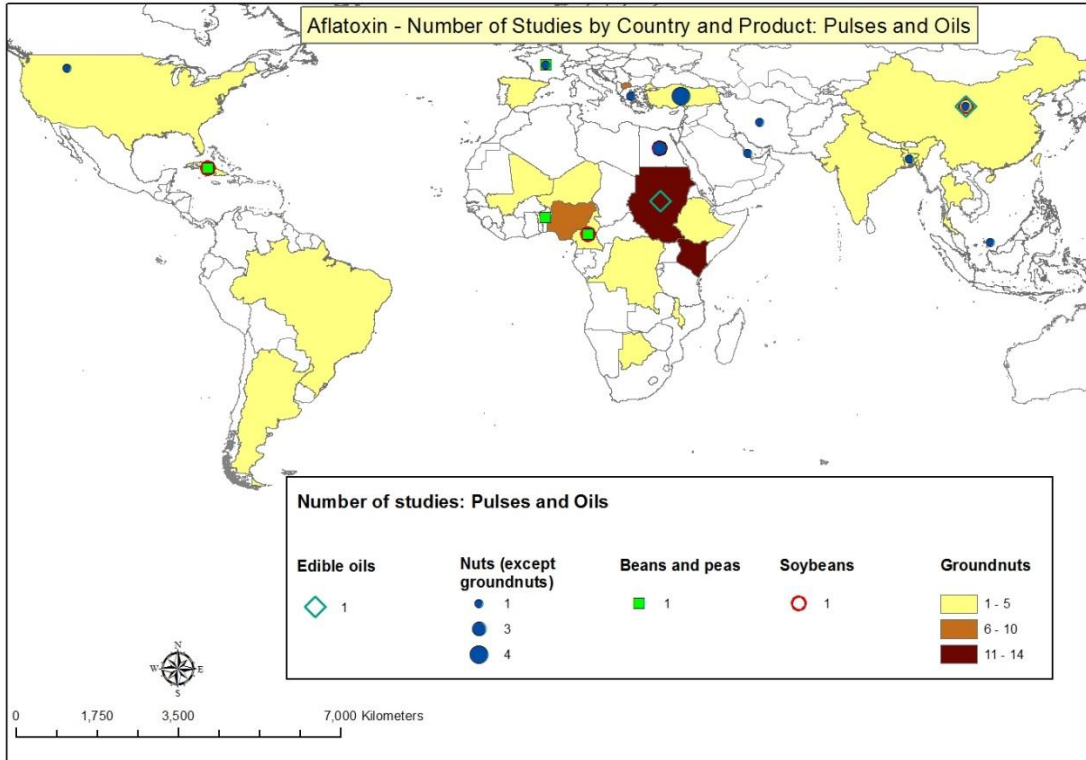 Aflatoxin - Number of Studies by Country and Product: Pulses and Oils
Number of studies: Pulses and Oils
Edible oils
1
Nuts (except
groundnuts)
1
3
4
Beans and peas
1
Soybeans
1
Groundnuts
1 - 5
6 - 10
11 - 14
N
W E
S
0 1,750 3,500 7,000 Kilometers